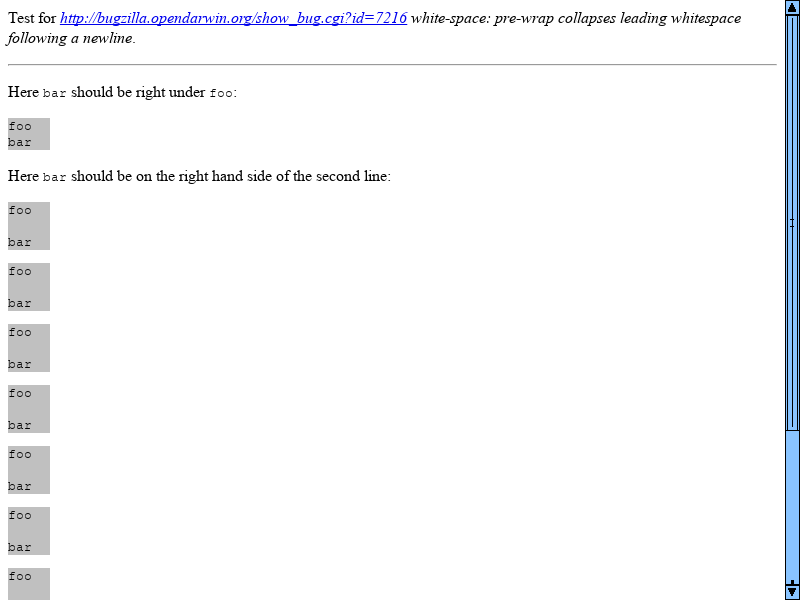 Test for http://bugzilla.opendarwin.org/show_bug.cgi?id=7216 white-space: pre-wrap collapses leading whitespace
following a newline.
Here bar should be right under foo:
foo
bar
Here bar should be on the right hand side of the second line:
foo
bar
foo
bar
foo
bar
foo
bar
foo
bar
foo
bar
foo